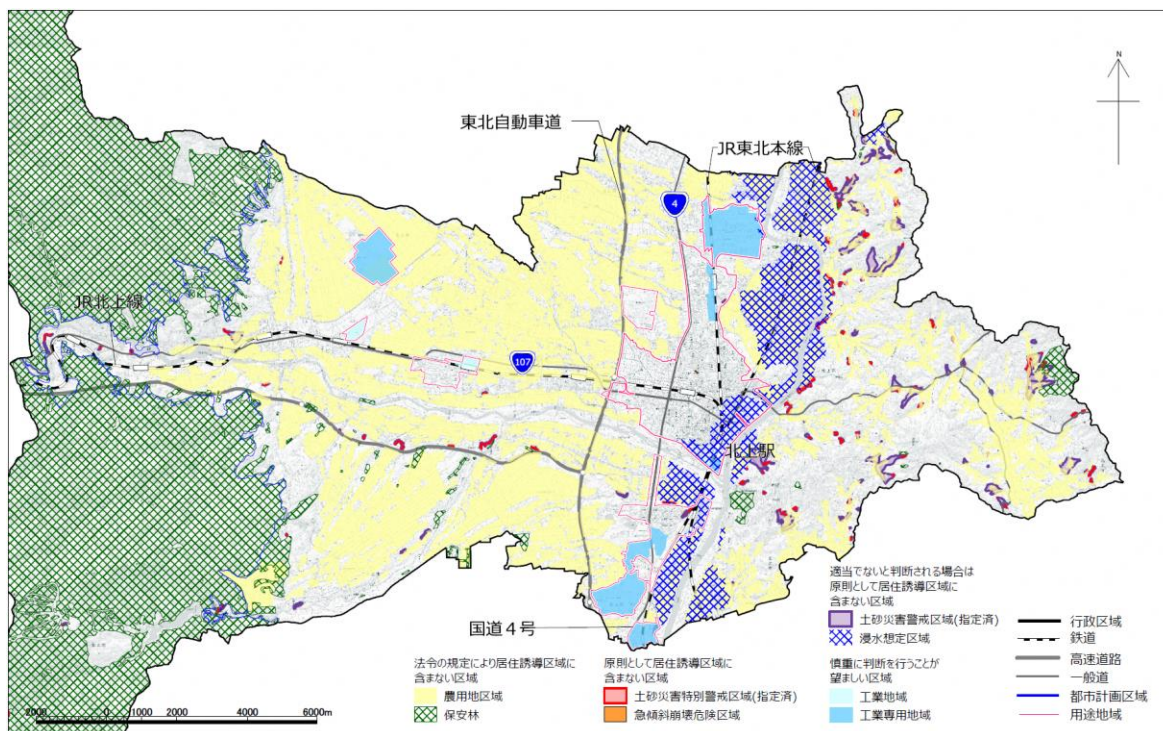 N
東北自動車道
JR東北本線
4
JR北上線
107
北上駅
国道４号
2000 0 2000 4000 6000m
法令の規定により居住誘導区域に
含まない区域
農用地区域
保安林
原則として居住誘導区域に
含まない区域
土砂災害特別警戒区域(指定済)
急傾斜崩壊危険区域
適当でないと判断される場合は
原則として居住誘導区域に
含まない区域
土砂災害警戒区域(指定済)
浸水想定区域
慎重に判断を行うことが
望ましい区域
工業地域
工業専用地域
行政区域
鉄道
高速道路
一般道
都市計画区域
用途地域